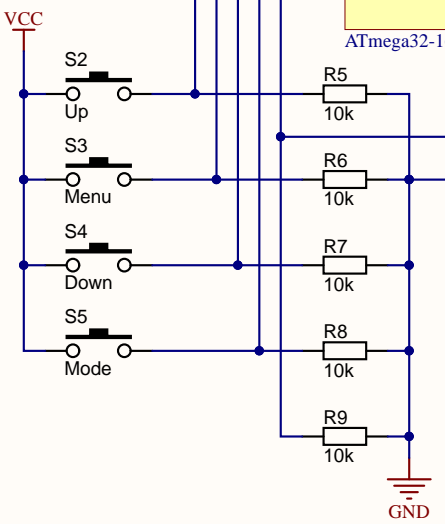 VCC
ATmega32-1
S2
Up
R5
10k
S3
Menu
R6
10k
S4
Down
R7
10k
S5
Mode
R8
10k
R9
10k
GND